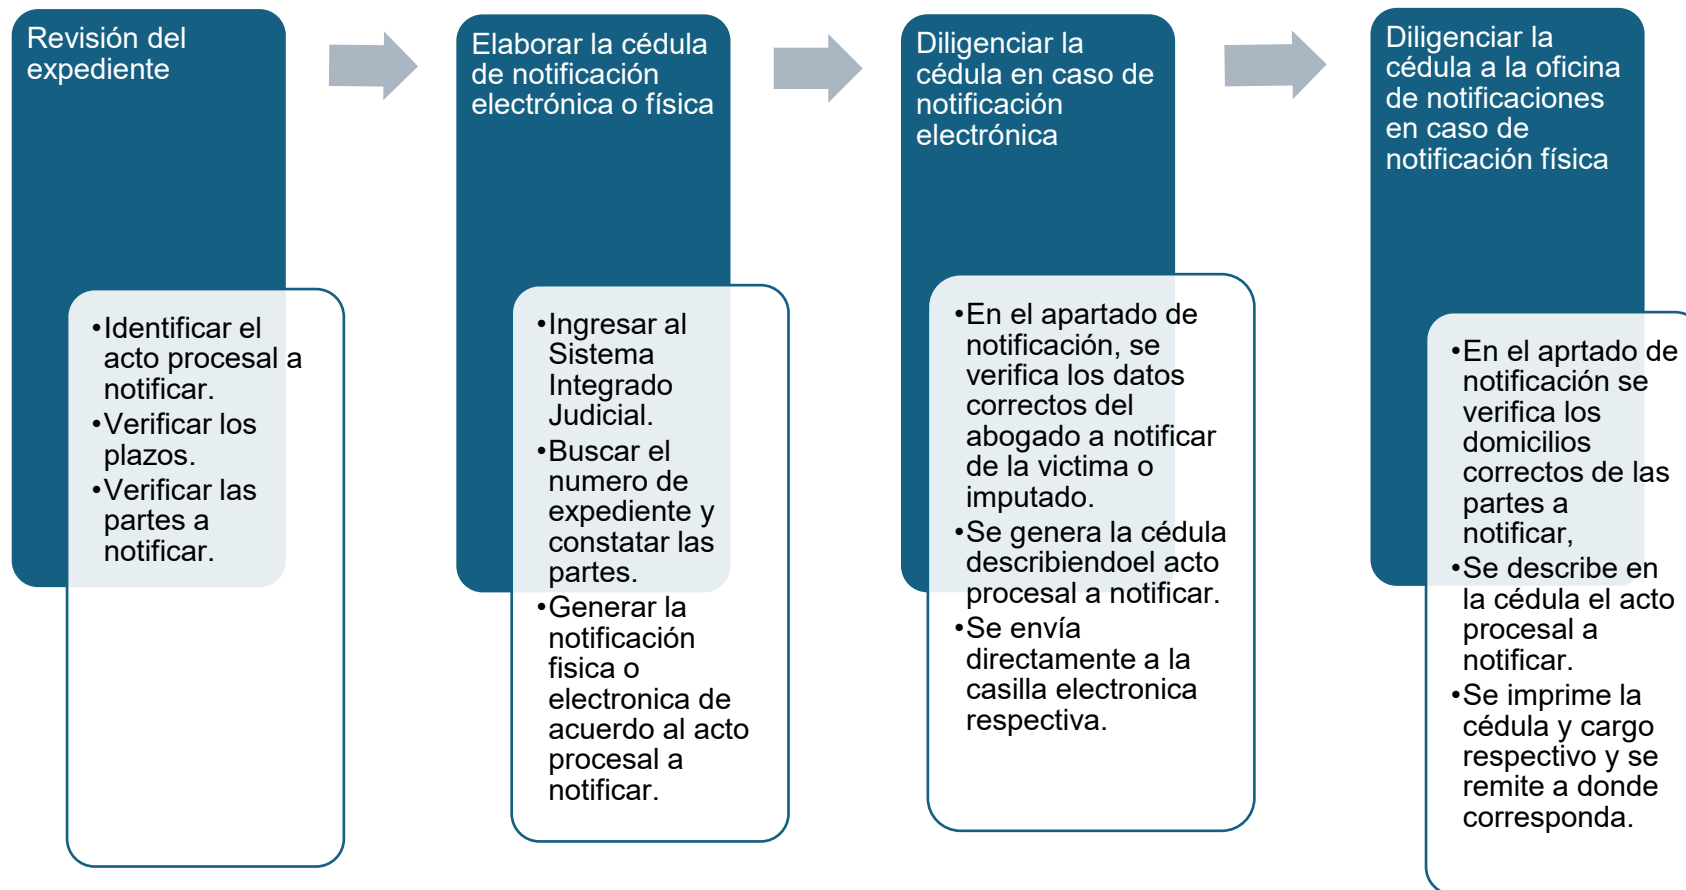 Revisión del
expediente
•Identificar el
acto procesal a
notificar.
•Verificar los
plazos.
•Verificar las
partes a
notificar.
Elaborar la cédula
de notificación
electrónica o física
•Ingresar al
Sistema
Integrado
Judicial.
•Buscar el
numero de
expediente y
constatar las
partes.
•Generar la
notificación
fisica o
electronica de
acuerdo al acto
procesal a
notificar.
Diligenciar la
cédula en caso de
notificación
electrónica
•En el apartado de
notificación, se
verifica los datos
correctos del
abogado a notificar
de la victima o
imputado.
•Se genera la cédula
describiendoel acto
procesal a notificar.
•Se envía
directamente a la
casilla electronica
respectiva.
Diligenciar la
cédula a la oficina
de notificaciones
en caso de
notificación física
•En el aprtado de
notificación se
verifica los
domicilios
correctos de las
partes a
notificar,
•Se describe en
la cédula el acto
procesal a
notificar.
•Se imprime la
cédula y cargo
respectivo y se
remite a donde
corresponda.